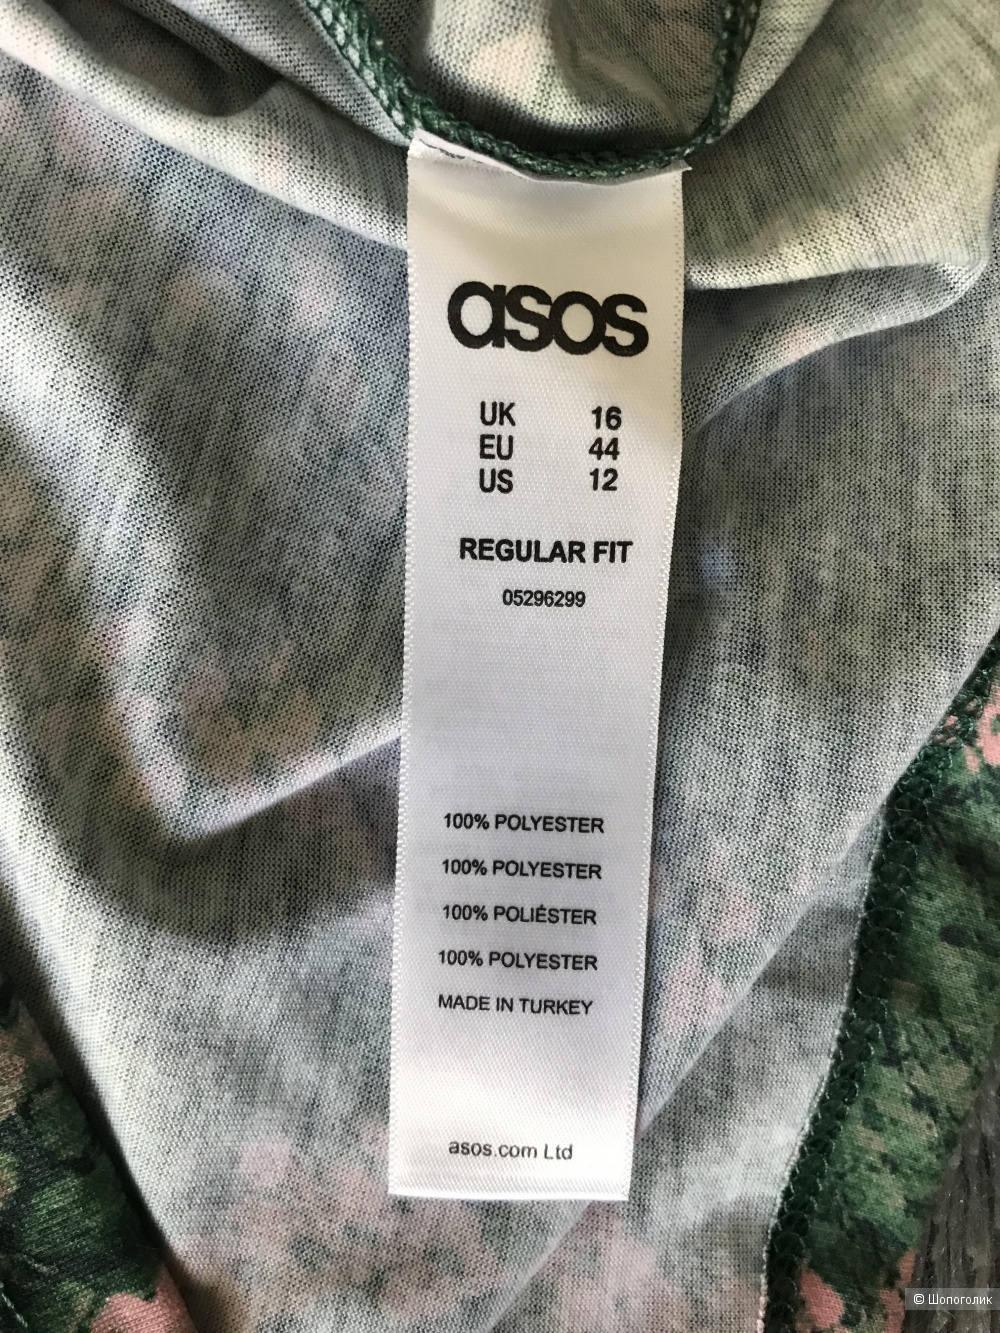 asos
UK 16
EU 44
US 12
REGULAR FIT
05296299
100% POLYESTER
100% POLYESTER
100% POLIÉSTER
100% POLYESTER
MADE IN TURKEY
asos.com Ltd
© Шопоголик